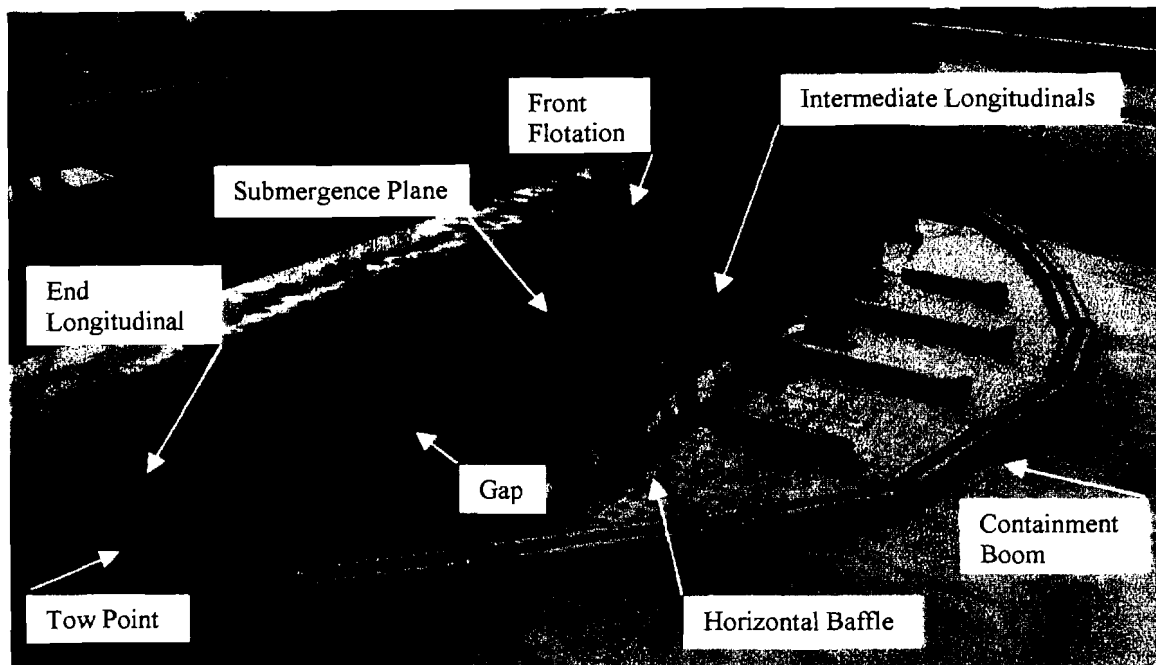 Front
Flotation
Intermediate Longitudinals
Submergence Plane
End
Longitudinal
Gap
Containment
Boom
Tow Point
Horizontal Baffle